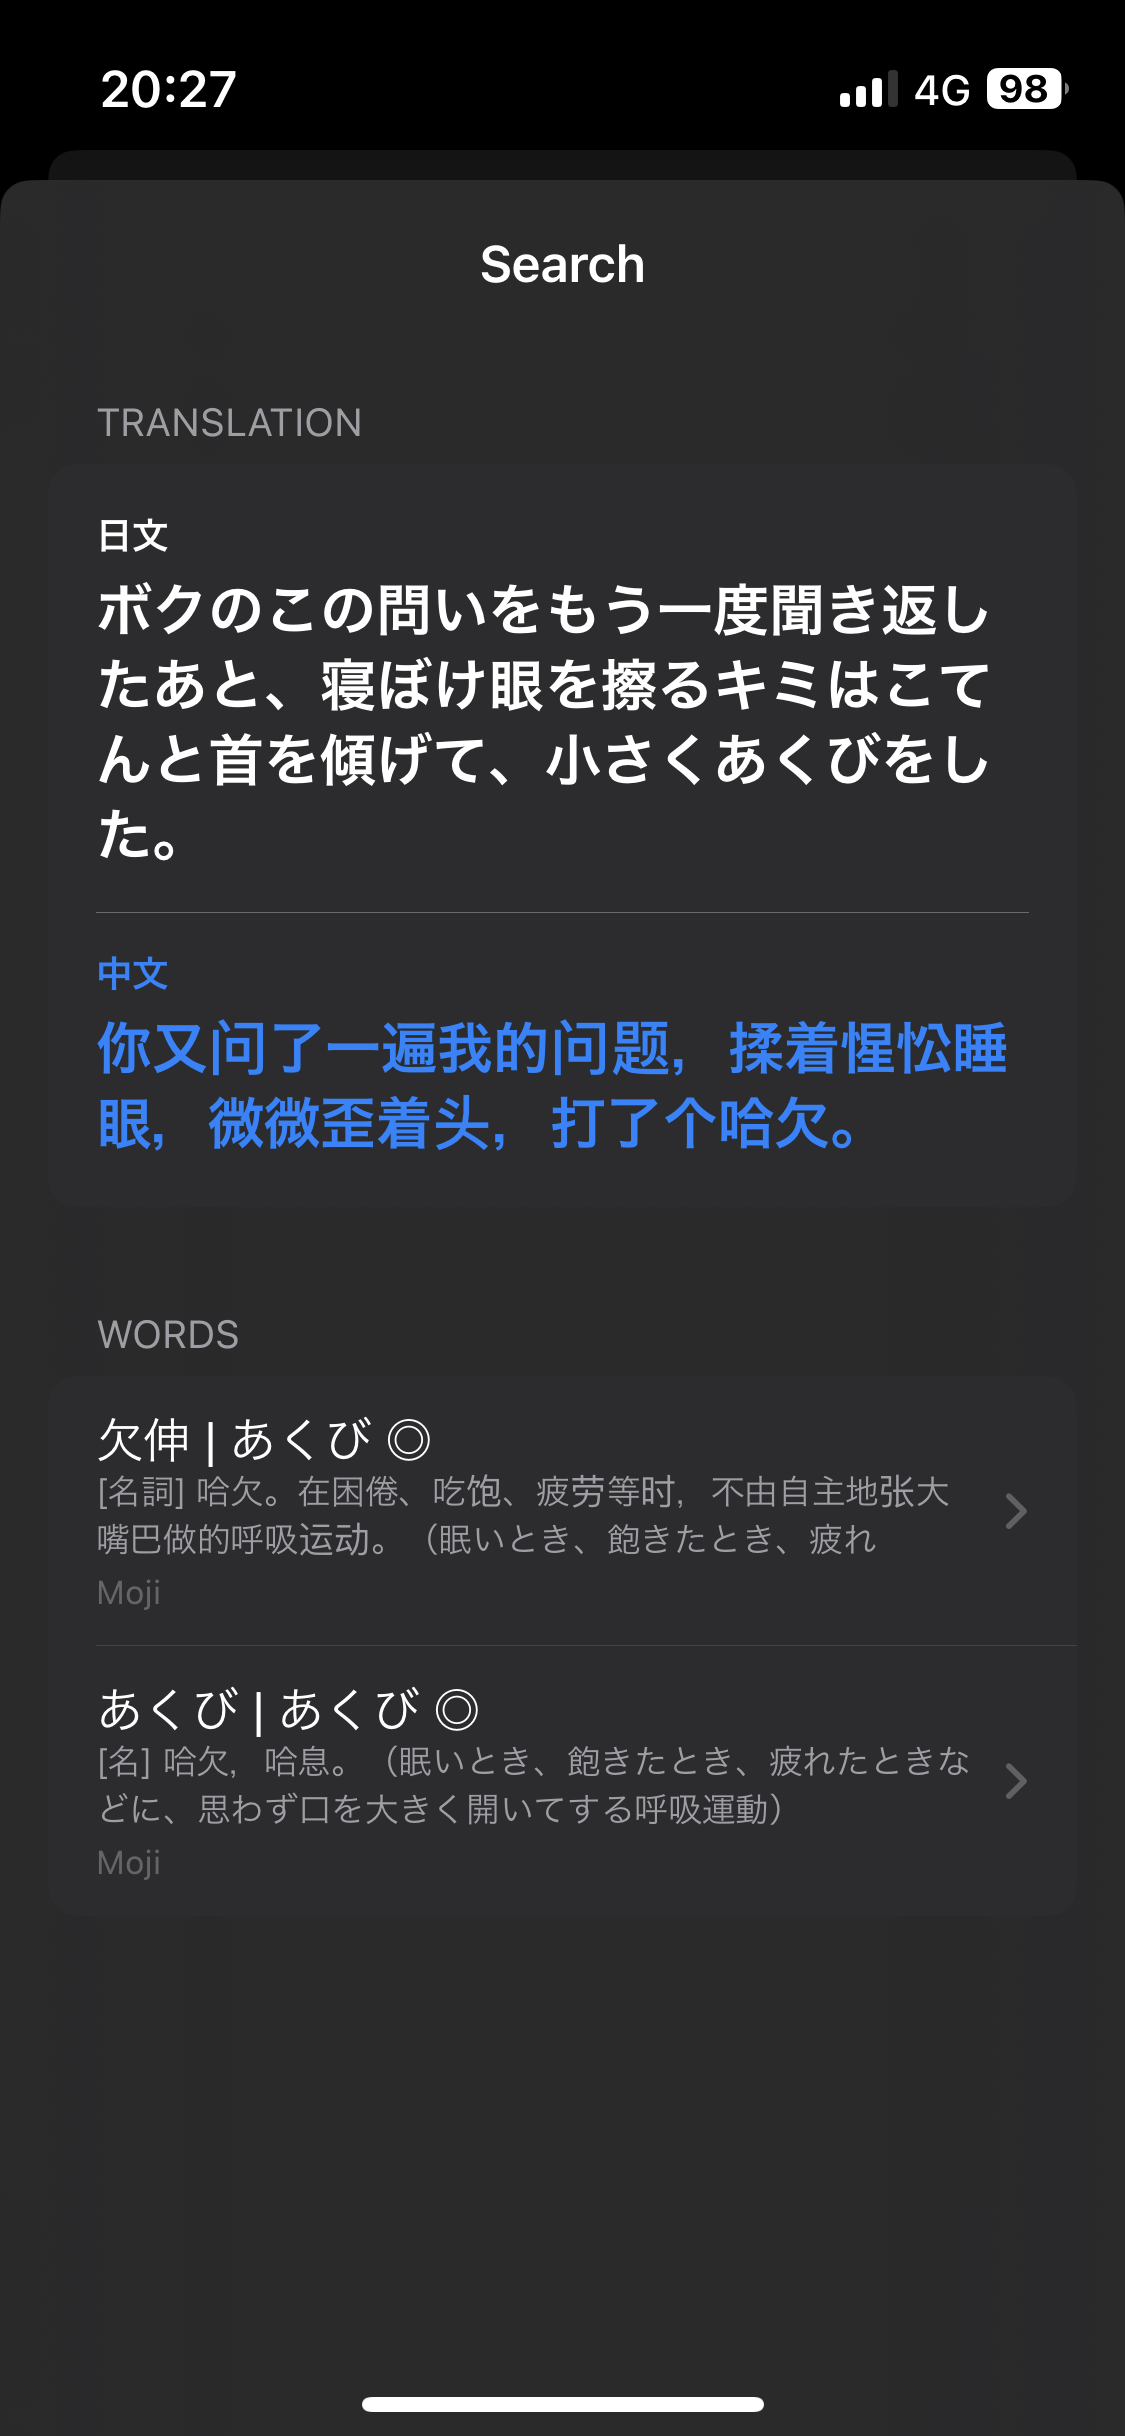 20:27
4G 98
Search
TRANSLATION
日文
ボクのこの問いをもう一度聞き返し
たあと、寝ぼけ眼を擦るキミはこて
んと首を傾げて、小さくあくびをし
た。
中文
你又问了一遍我的问题，揉着惺忪睡
眼，微微歪着头，打了个哈欠。
WORDS
欠伸 | あくび ◎
[名詞] 哈欠。在困倦、吃饱、疲劳等时，不由自主地张大
嘴巴做的呼吸运动。（眠いとき、飽きたとき、疲れ
Moji
あくび | あくび ◎
[名] 哈欠，哈息。（眠いとき、飽きたとき、疲れたときな
どに、思わず口を大きく開いてする呼吸運動）
Moji